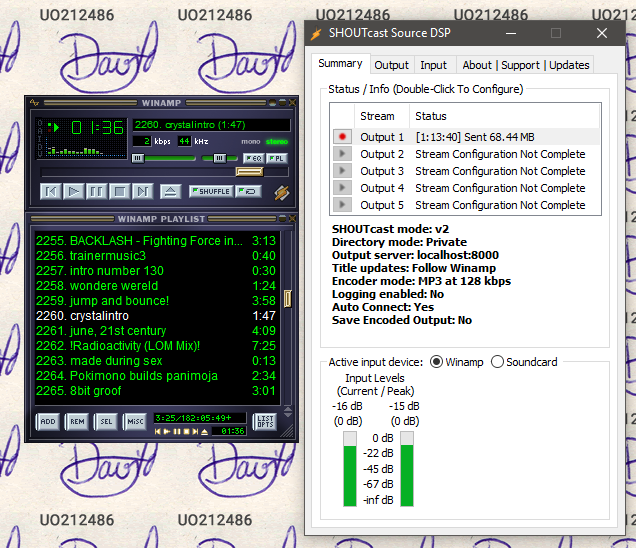 UO212486 UO212486 UO212486 UO212486
David David
SHOUTcast Source DSP
Summary Output Input About | Support | Updates
Status / Info (Double-Click To Configure)
Stream Status
Output 1 [1:13:40] Sent 68.44 MB
Output 2 Stream Configuration Not Complete
Output 3 Stream Configuration Not Complete
Output 4 Stream Configuration Not Complete
Output 5 Stream Configuration Not Complete
SHOUTcast mode: v2
Directory mode: Private
Output server: localhost:8000
Title updates: Follow Winamp
Encoder mode: MP3 at 128 kbps
Logging enabled: No
Auto Connect: Yes
Save Encoded Output: No
Active input device: Winamp Soundcard
Input Levels
(Current / Peak)
-16 dB -15 dB
(0 dB) (0 dB)
0 dB
-22 dB
-45 dB
-67 dB
-inf dB
WINAMP
OAIDV
01:36
2260. crystalintro (1:47)
2 kbps 44 kHz mono stereo
EQ PL
SHUFFLE
WINAMP PLAYLIST
2255. BACKLASH - Fighting Force in... 3:13
2256. trainermusic3 0:40
2257. intro number 130 0:30
2258. wondere wereld 1:24
2259. jump and bounce! 3:58
2260. crystalintro 1:47
2261. june, 21st century 4:09
2262. !Radioactivity (LOM Mix)! 7:25
2263. made during sex 0:13
2264. Pokimono builds panimoja 2:34
2265. 8bit groof 3:01
ADD REM SEL MISC 3:25/182:05:49+ LIST
01:36 OPTS
UO212486 UO212486
David David
UO212486 UO212486